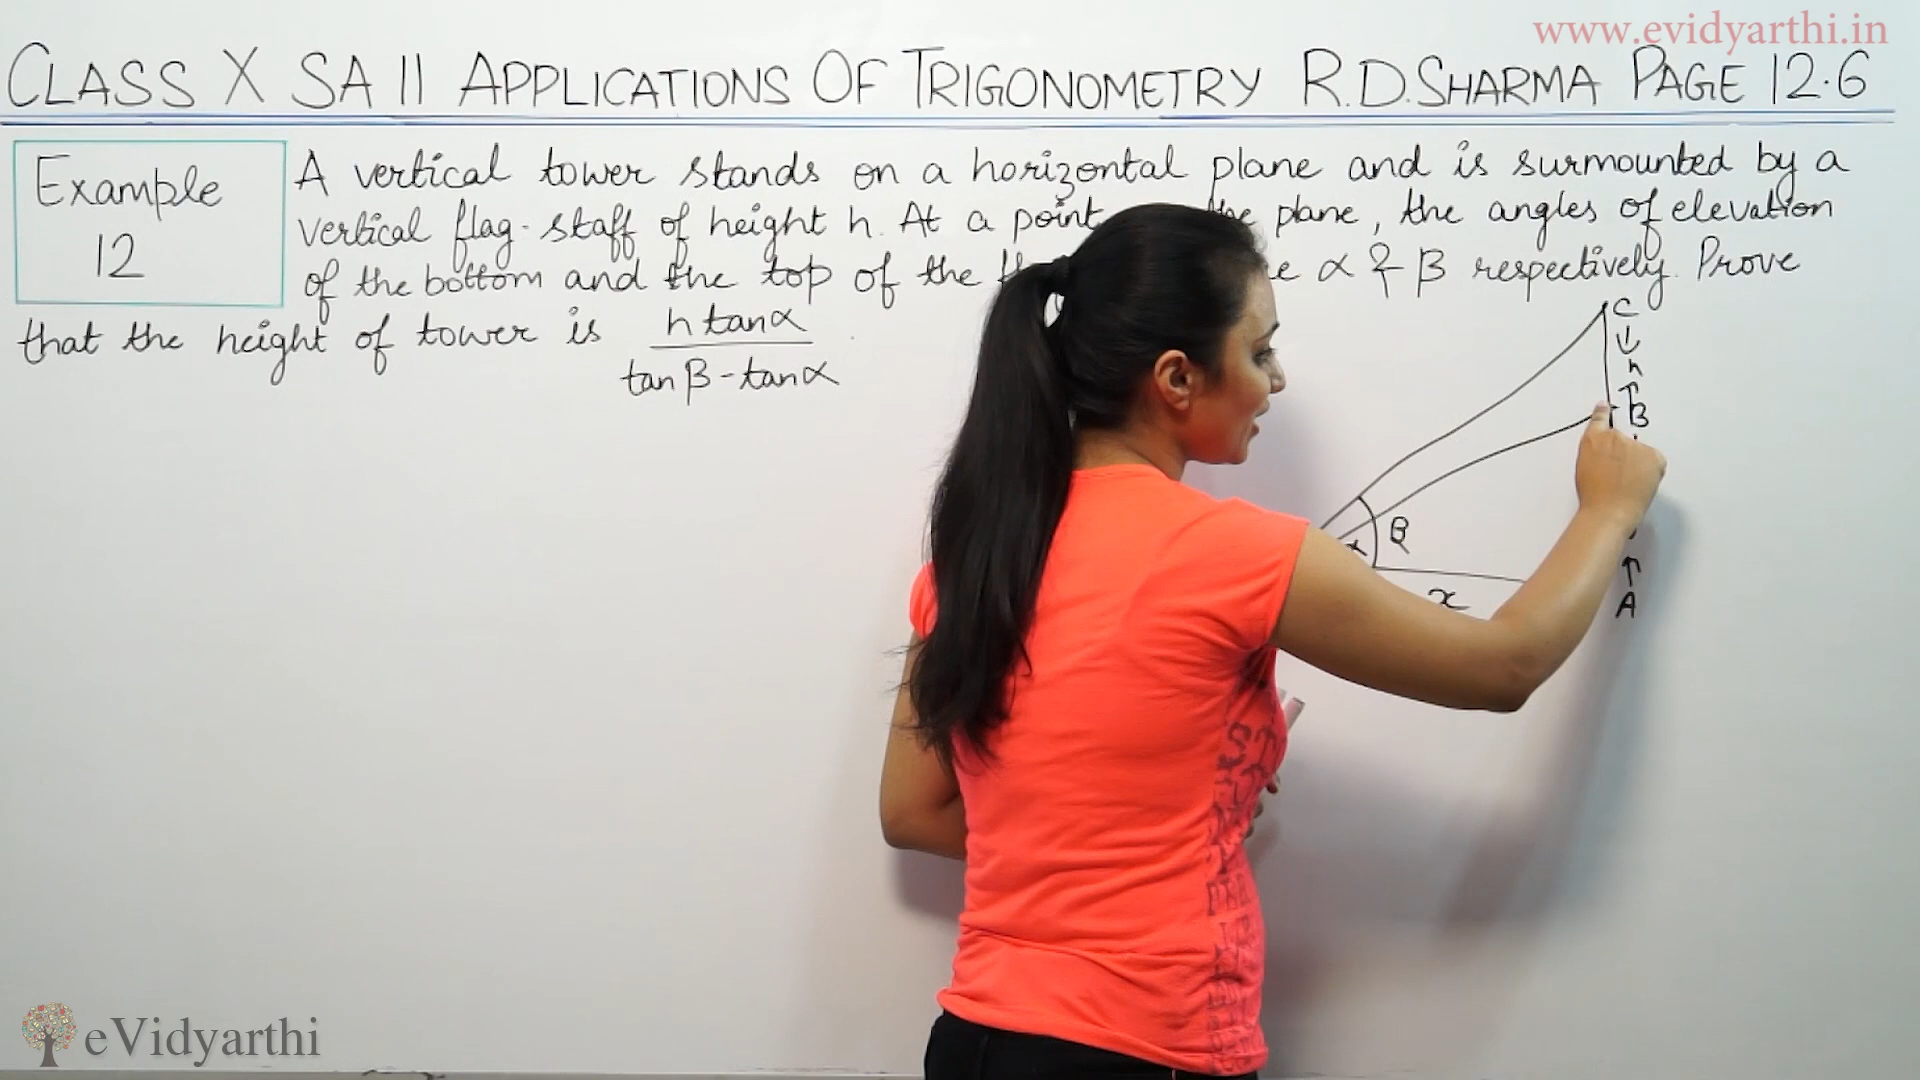 www.evidyarthi.in
CLASS X SA II APPLICATIONS OF TRIGONOMETRY R.D.SHARMA PAGE 12.6
Example
12
A vertical tower stands on a horizontal plane and is surmounted by a
vertical flag-staff of height h. At a point plane, the angles of elevation
of the bottom and the top of the α & β respectively. Prove
that the height of tower is h tanα
tanβ - tanα
C
h
B
β
x
A
eVidyarthi